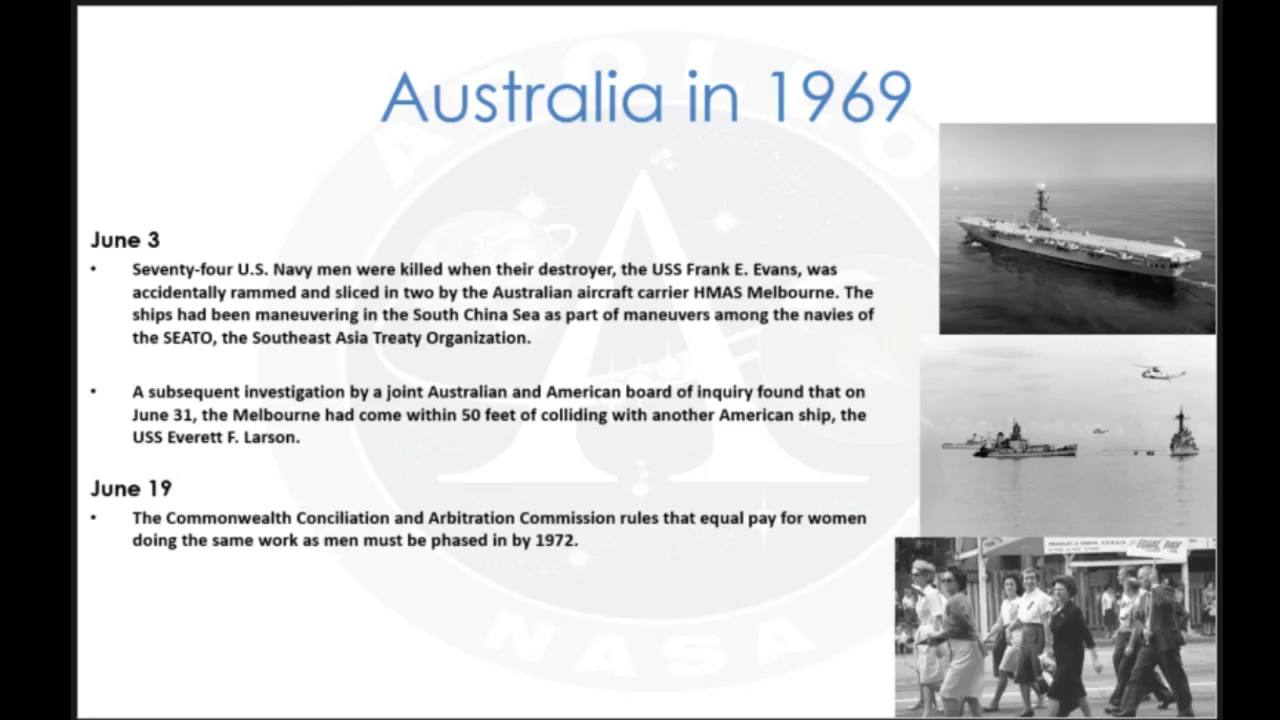 Australia in 1969
June 3
• Seventy-four U.S. Navy men were killed when their destroyer, the USS Frank E. Evans, was
accidentally rammed and sliced in two by the Australian aircraft carrier HMAS Melbourne. The
ships had been maneuvering in the South China Sea as part of maneuvers among the navies of
the SEATO, the Southeast Asia Treaty Organization.
• A subsequent investigation by a joint Australian and American board of inquiry found that on
June 31, the Melbourne had come within 50 feet of colliding with another American ship, the
USS Everett F. Larson.
June 19
• The Commonwealth Conciliation and Arbitration Commission rules that equal pay for women
doing the same work as men must be phased in by 1972.
APOLLO
A
NASA
EQUAL PAY